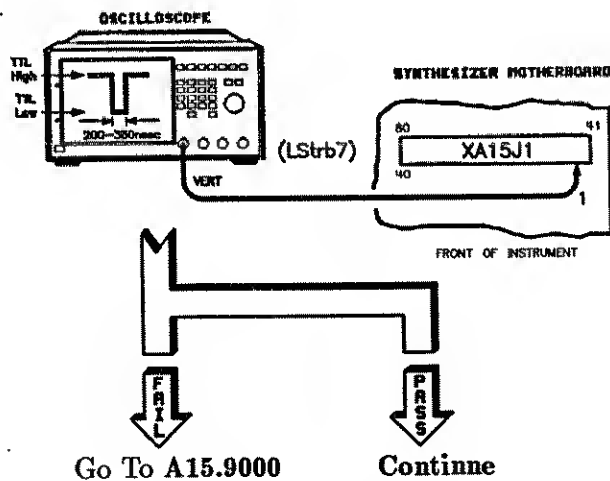 OSCILLOSCOPE
TTL
High
TTL
Low
200-380nsec
VERT
(LStrb7)
SYNTHESIZER MOTHERBOARD
80
41
XA15J1
40
1
FRONT OF INSTRUMENT
FAIL
PASS
Go To A15.9000
Continne